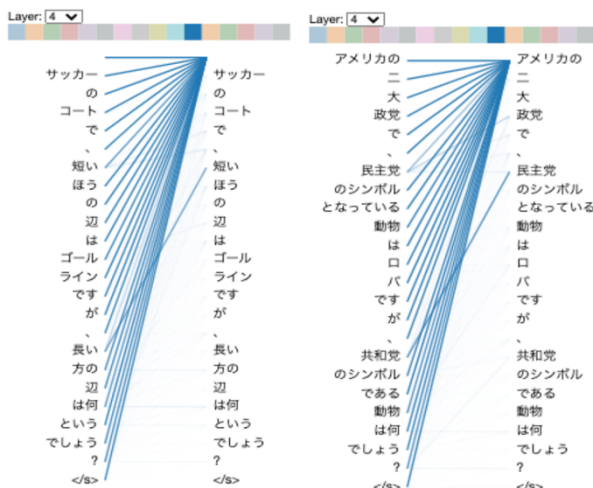 Layer: 4
サッカー
の
コート
で
、
短い
ほう
の
辺
は
ゴール
ライン
です
が
、
長い
方の
辺
は何
という
でしょう
?
</s>
サッカー
の
コート
で
、
短い
ほう
の
辺
は
ゴール
ライン
です
が
、
長い
方の
辺
は何
という
でしょう
?
</s>
Layer: 4
アメリカの
二
大
政党
で
、
民主党
のシンボル
となっている
動物
は
ロ
バ
です
が
、
共和党
のシンボル
である
動物
は何
でしょう
?
</s>
アメリカの
二
大
政党
で
、
民主党
のシンボル
となっている
動物
は
ロ
バ
です
が
、
共和党
のシンボル
である
動物
は何
でしょう
?
</s>